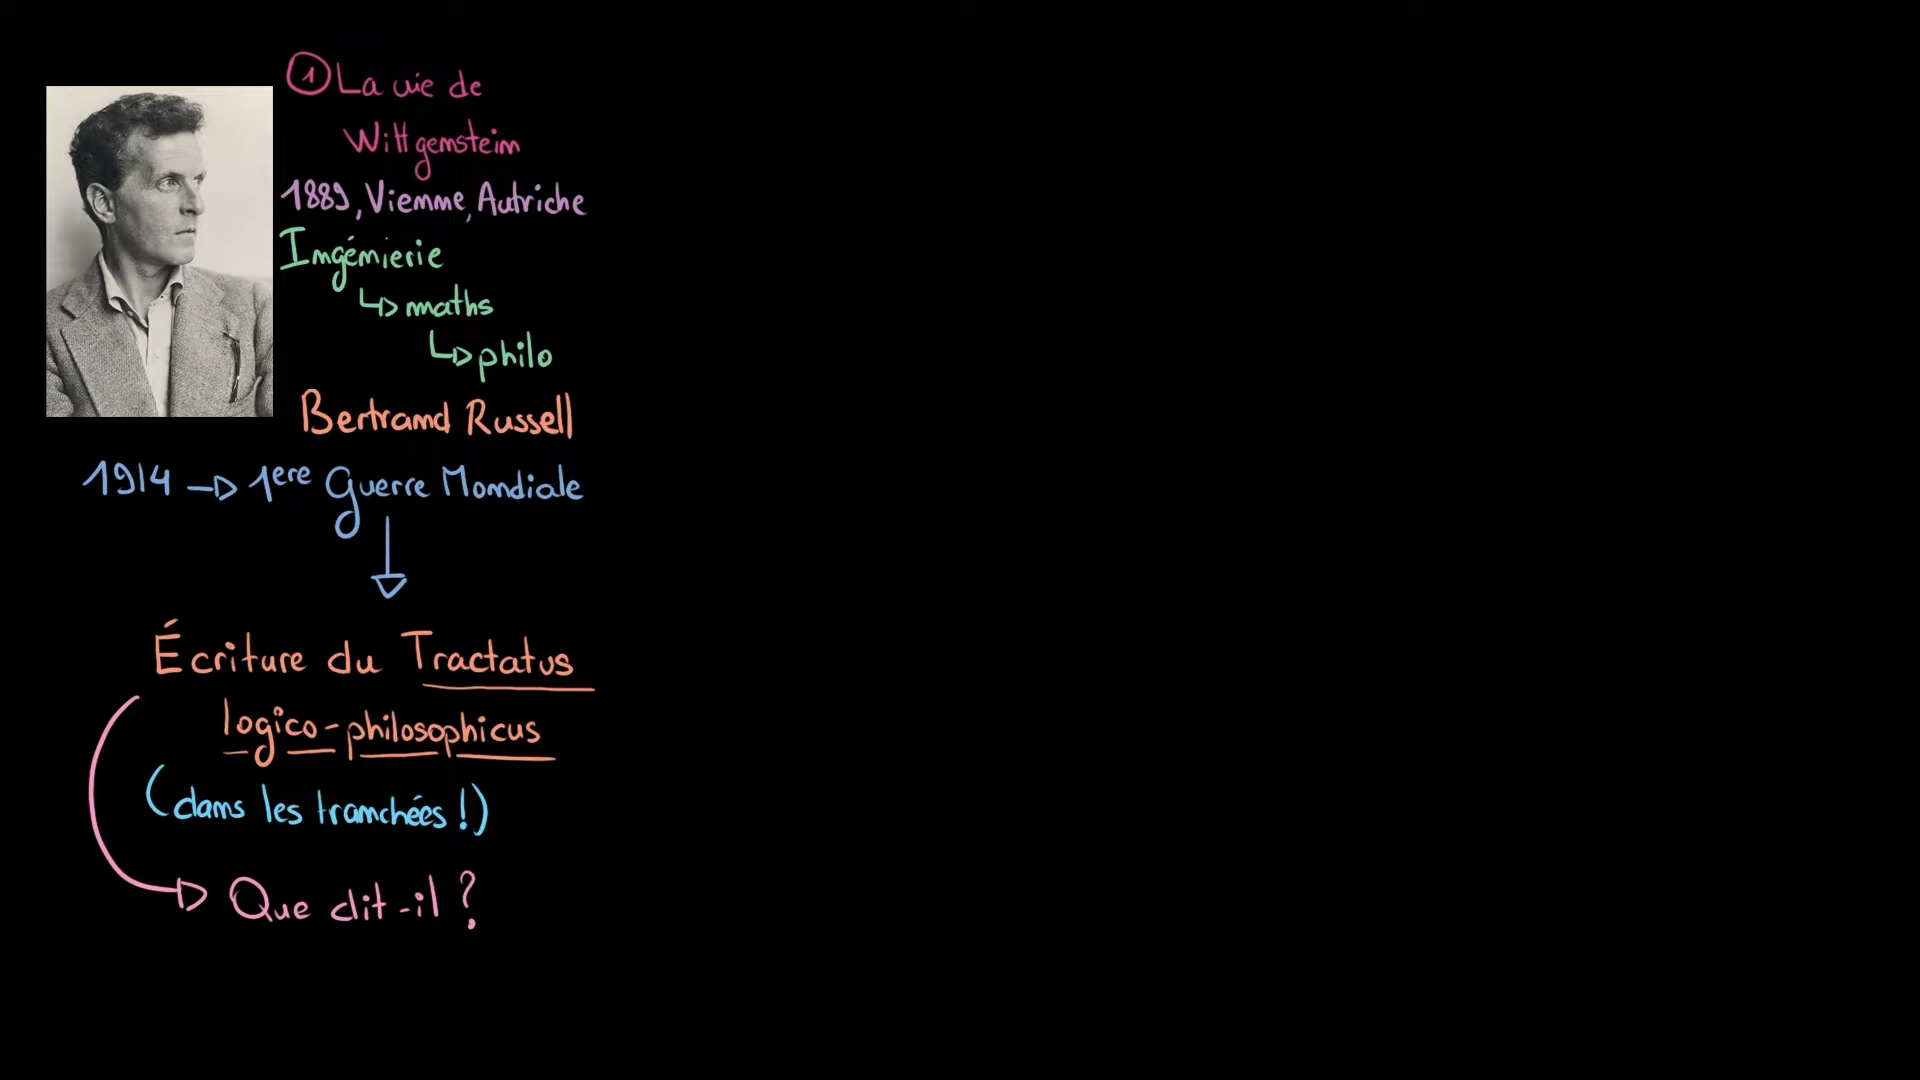 ① La vie de
Wittgenstein
1889, Vienne, Autriche
Ingénierie
↳ maths
↳ philo
Bertrand Russell
1914 → 1ere Guerre Mondiale
Écriture du Tractatus
logico-philosophicus
(dans les tranchées !)
→ Que dit-il ?